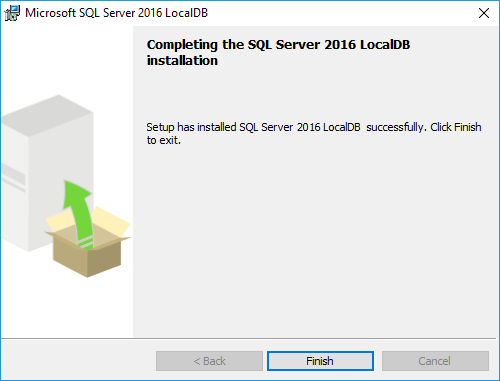 Microsoft SQL Server 2016 LocalDB
Completing the SQL Server 2016 LocalDB
installation
Setup has installed SQL Server 2016 LocalDB  successfully. Click Finish
to exit.
< Back
Finish
Cancel